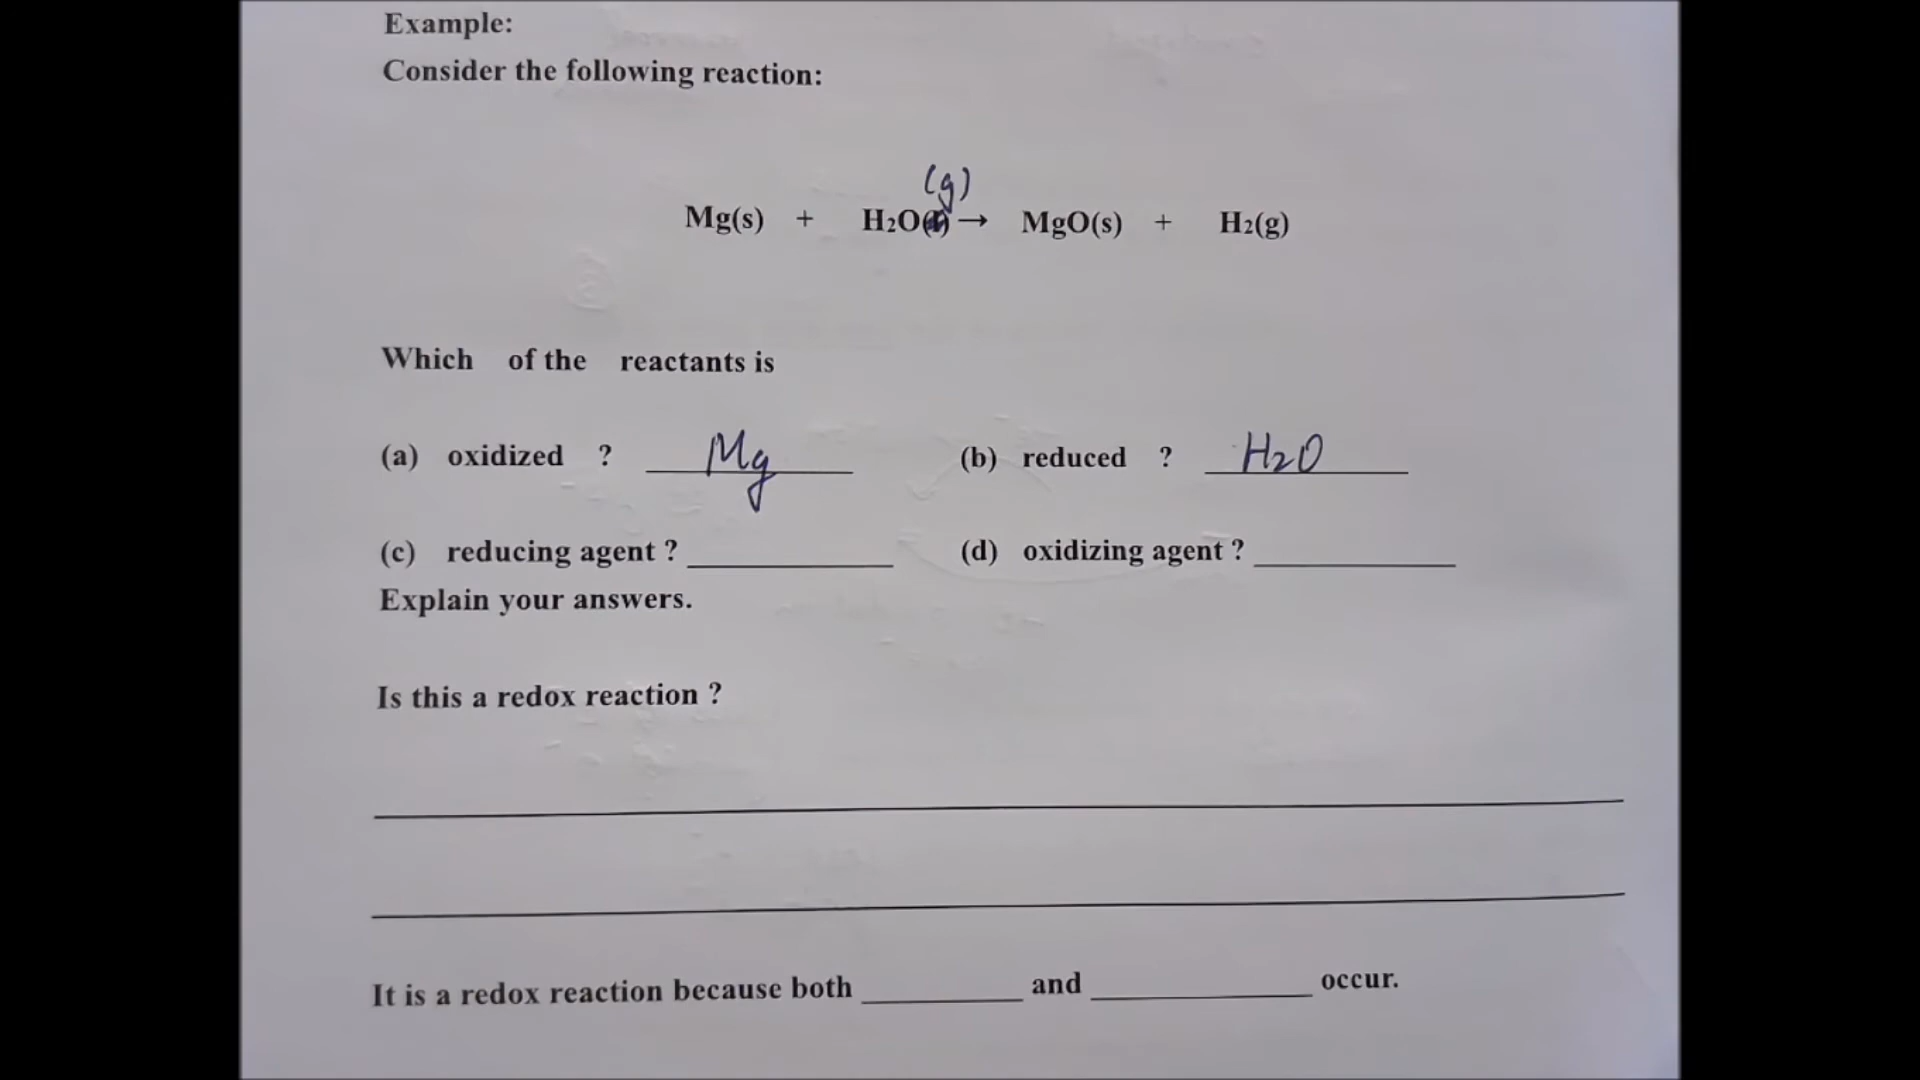 Example:
Consider the following reaction:
(g)
Mg(s) + H2O → MgO(s) + H2(g)
Which of the reactants is
(a) oxidized ? Mg (b) reduced ? H2O
(c) reducing agent ? (d) oxidizing agent ?
Explain your answers.
Is this a redox reaction ?
It is a redox reaction because both and occur.